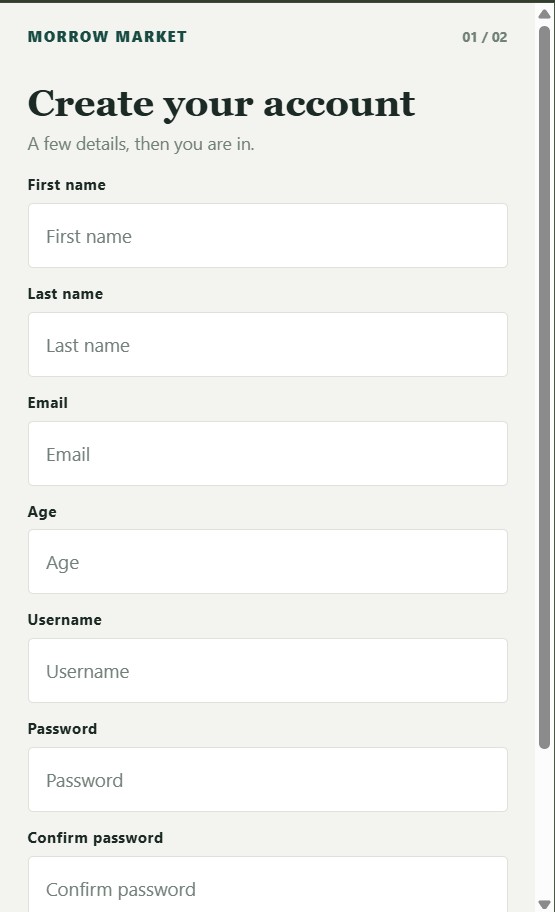 MORROW MARKET
01 / 02
Create your account
A few details, then you are in.
First name
First name
Last name
Last name
Email
Email
Age
Age
Username
Username
Password
Password
Confirm password
Confirm password